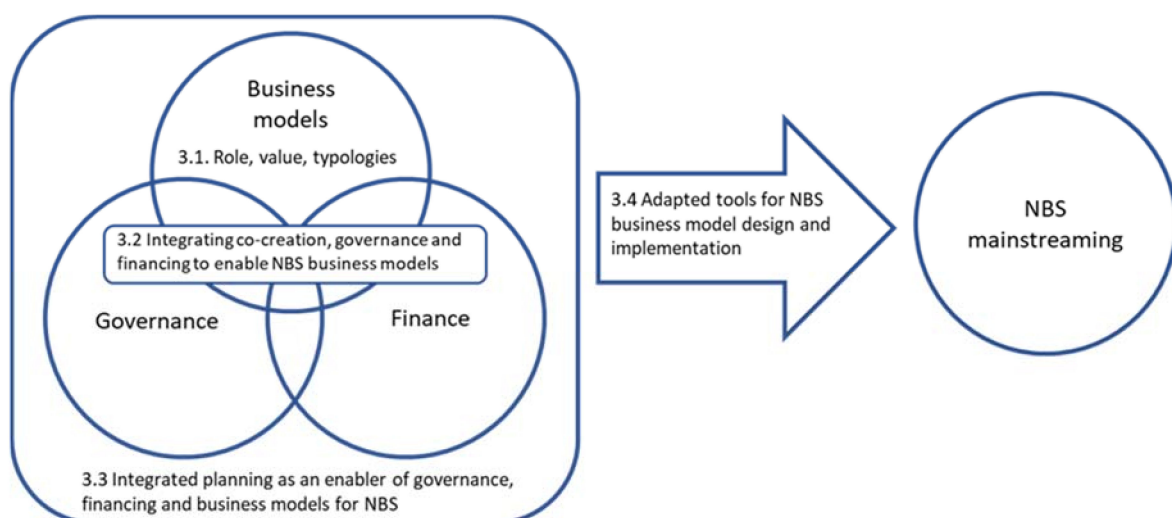 Business
models
3.1. Role, value, typologies
3.2 Integrating co-creation, governance and
financing to enable NBS business models
Governance
Finance
3.3 Integrated planning as an enabler of governance,
financing and business models for NBS
3.4 Adapted tools for NBS
business model design and
implementation
NBS
mainstreaming